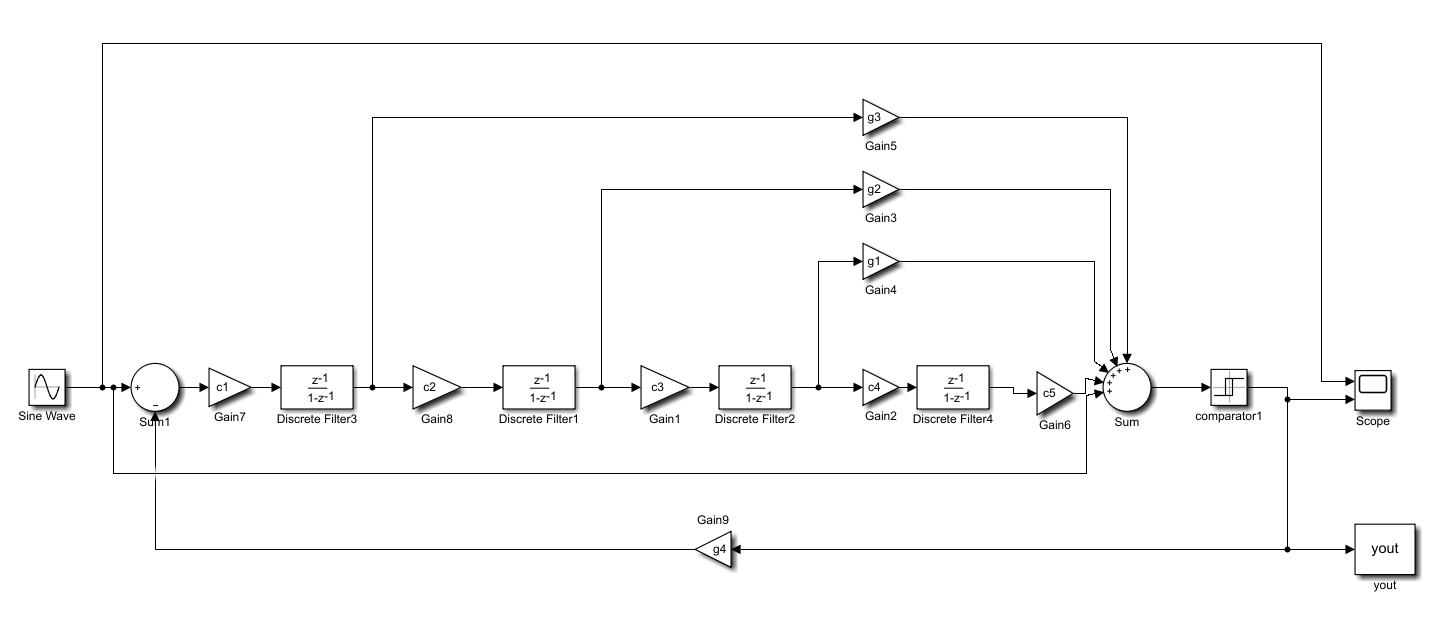 g3
Gain5
g2
Gain3
g1
Gain4
Sine Wave
+
−
Sum1
c1
Gain7
z-1
1-z-1
Discrete Filter3
c2
Gain8
z-1
1-z-1
Discrete Filter1
c3
Gain1
z-1
1-z-1
Discrete Filter2
c4
Gain2
z-1
1-z-1
Discrete Filter4
c5
Gain6
+ + + + +
Sum
comparator1
Scope
Gain9
g4
yout
yout